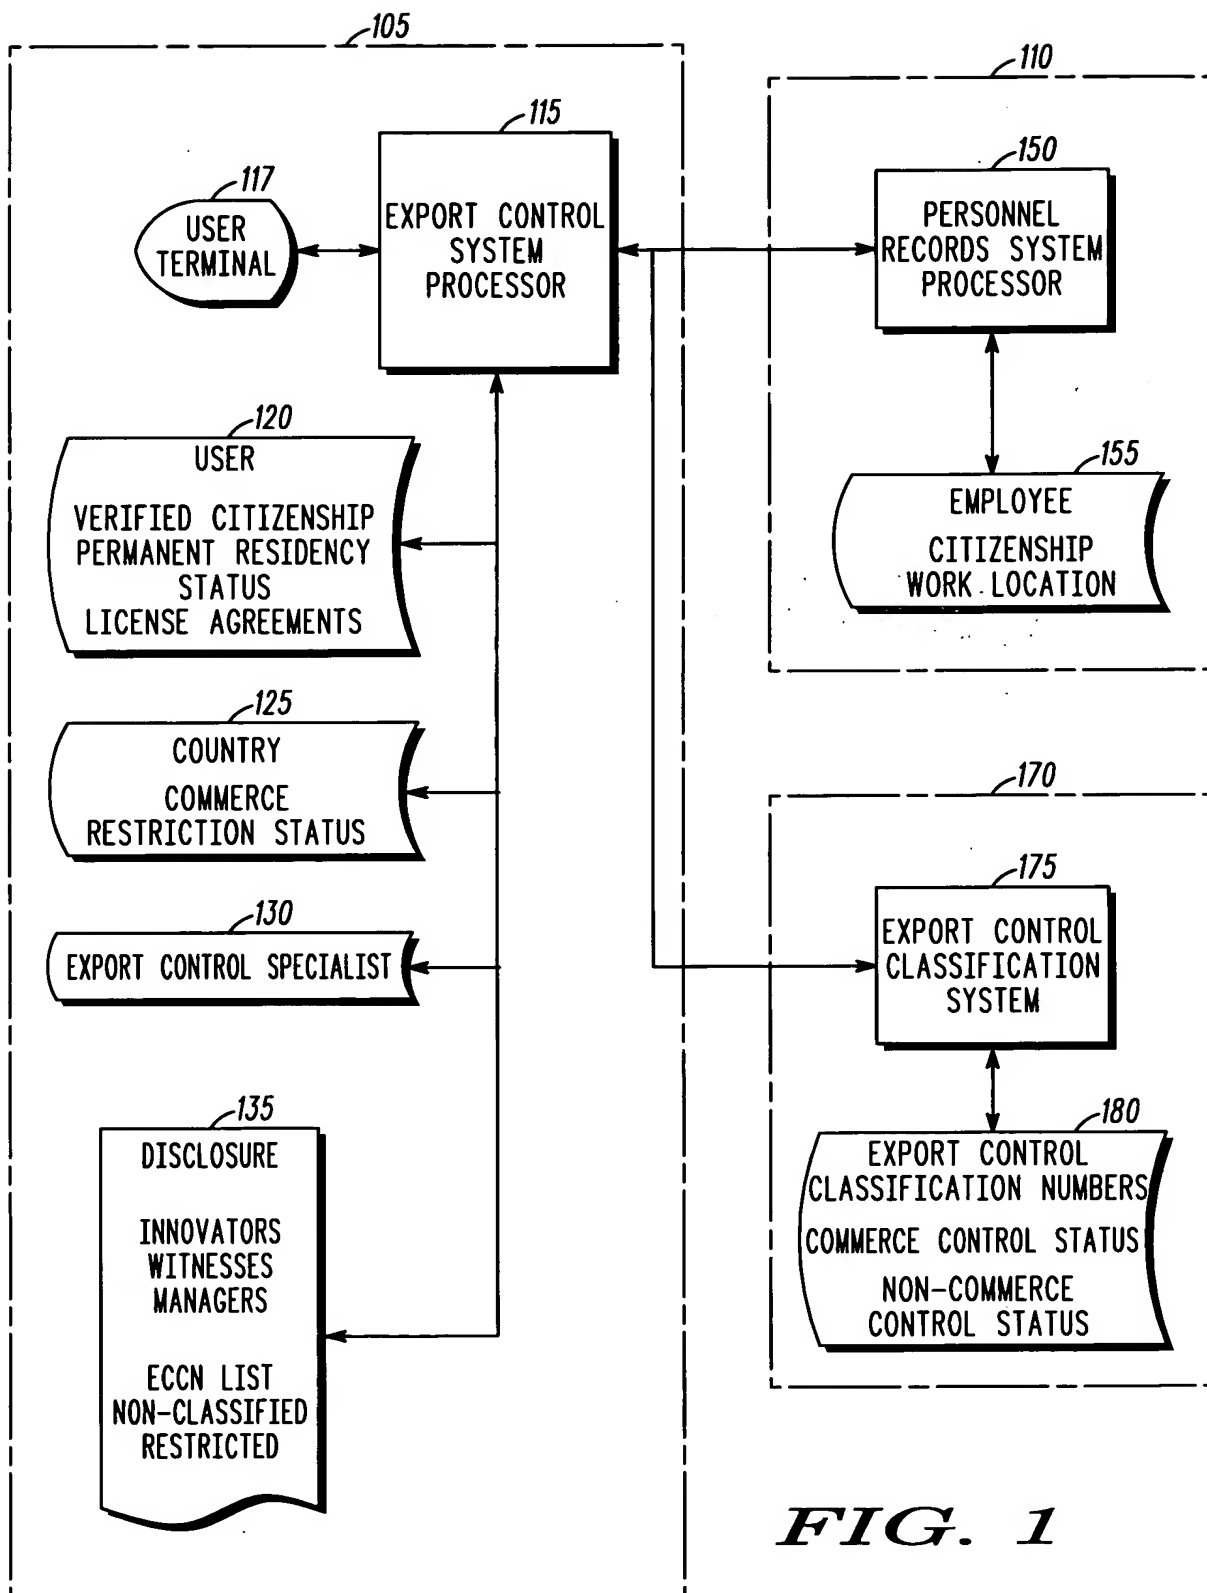 105
115
EXPORT CONTROL
SYSTEM
PROCESSOR
117
USER
TERMINAL
120
USER
VERIFIED CITIZENSHIP
PERMANENT RESIDENCY
STATUS
LICENSE AGREEMENTS
125
COUNTRY
COMMERCE
RESTRICTION STATUS
130
EXPORT CONTROL SPECIALIST
135
DISCLOSURE
INNOVATORS
WITNESSES
MANAGERS
ECCN LIST
NON-CLASSIFIED
RESTRICTED
110
150
PERSONNEL
RECORDS SYSTEM
PROCESSOR
155
EMPLOYEE
CITIZENSHIP
WORK LOCATION
170
175
EXPORT CONTROL
CLASSIFICATION
SYSTEM
180
EXPORT CONTROL
CLASSIFICATION NUMBERS
COMMERCE CONTROL STATUS
NON-COMMERCE
CONTROL STATUS
FIG. 1